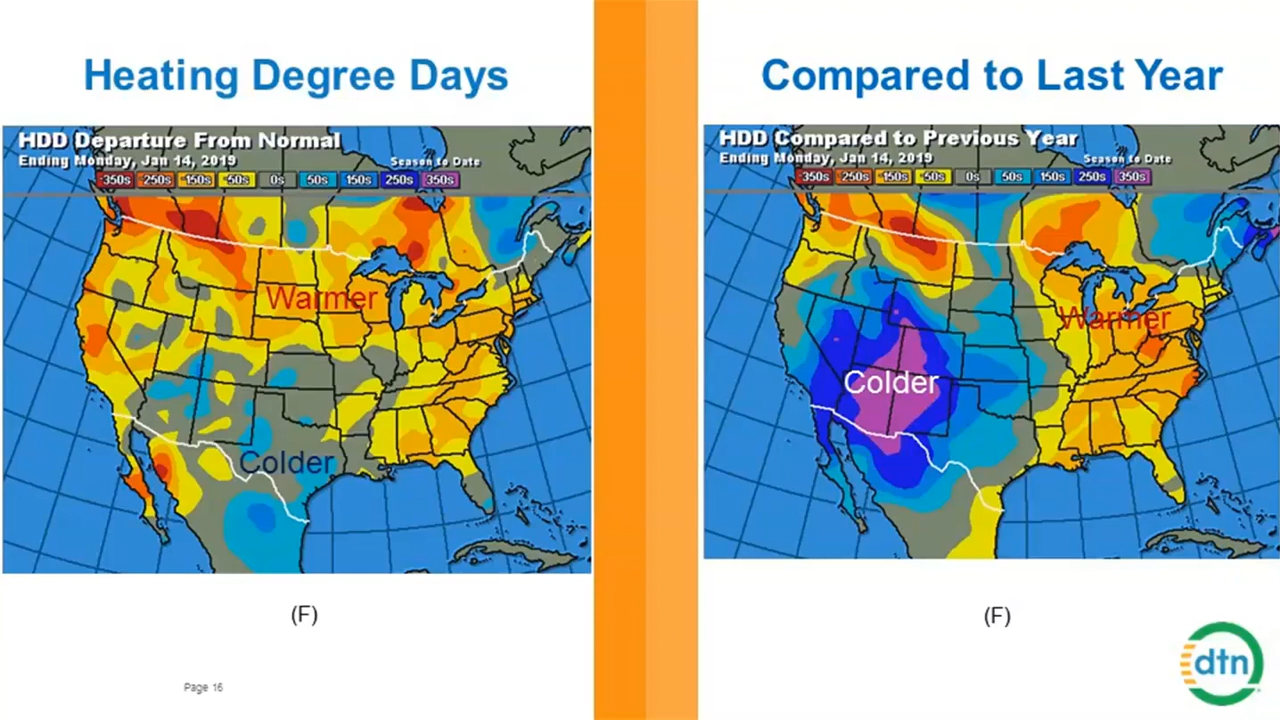 Heating Degree Days
HDD Departure From Normal
Ending Monday, Jan 14, 2019
Season to Date
-350s -250s -150s -50s 0s 50s 150s 250s 350s
Warmer
Colder
(F)
Page 16
Compared to Last Year
HDD Compared to Previous Year
Ending Monday, Jan 14, 2019
Season to Date
-350s -250s -150s -50s 0s 50s 150s 250s 350s
Warmer
Colder
(F)
dtn